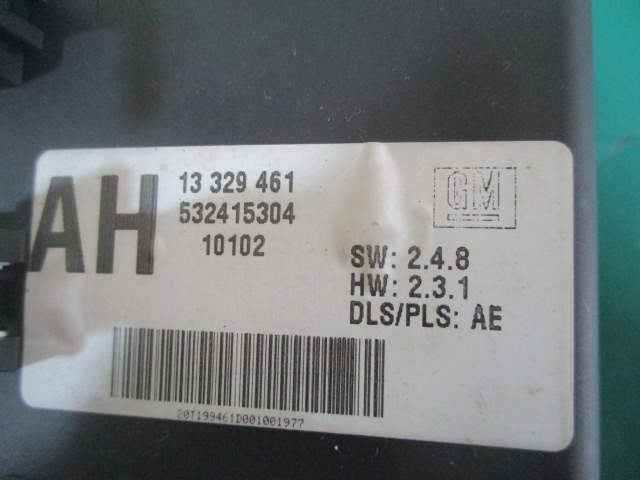 AH
13 329 461
532415304
10102
GM
SW: 2.4.8
HW: 2.3.1
DLS/PLS: AE
20T199461D001001977